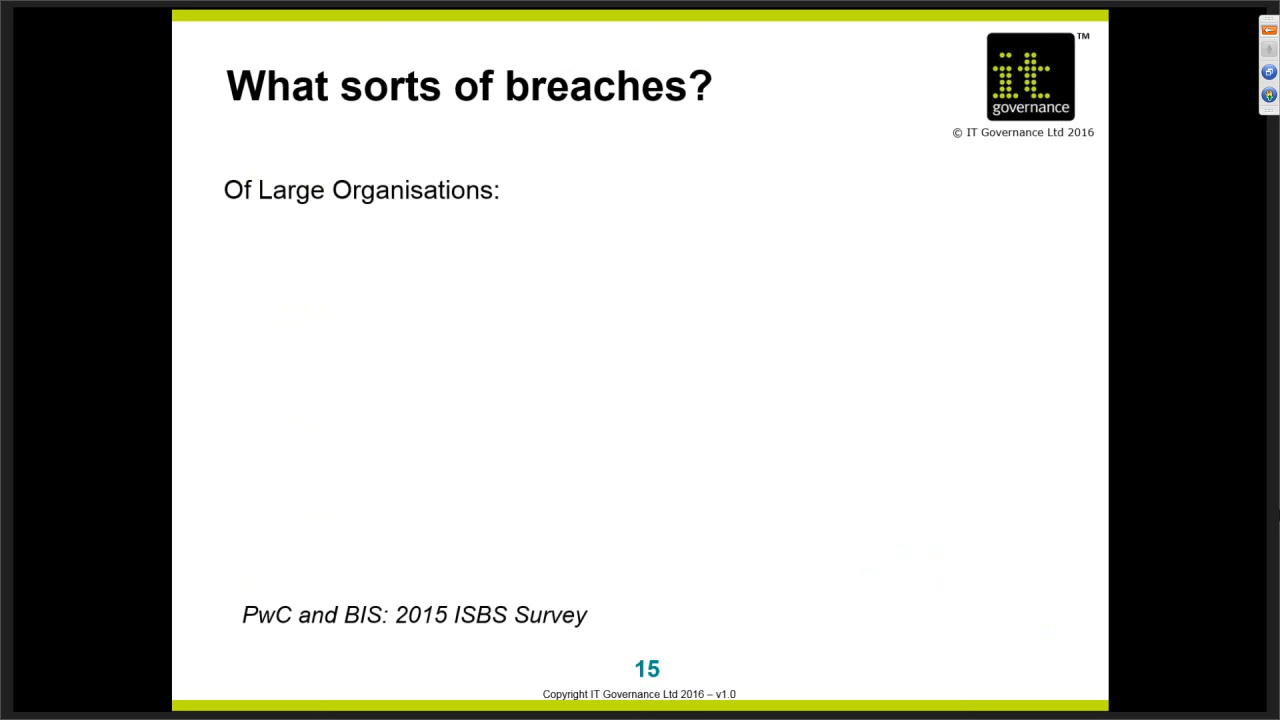 What sorts of breaches?
it
governance
TM
© IT Governance Ltd 2016
Of Large Organisations:
PwC and BIS: 2015 ISBS Survey
15
Copyright IT Governance Ltd 2016 – v1.0